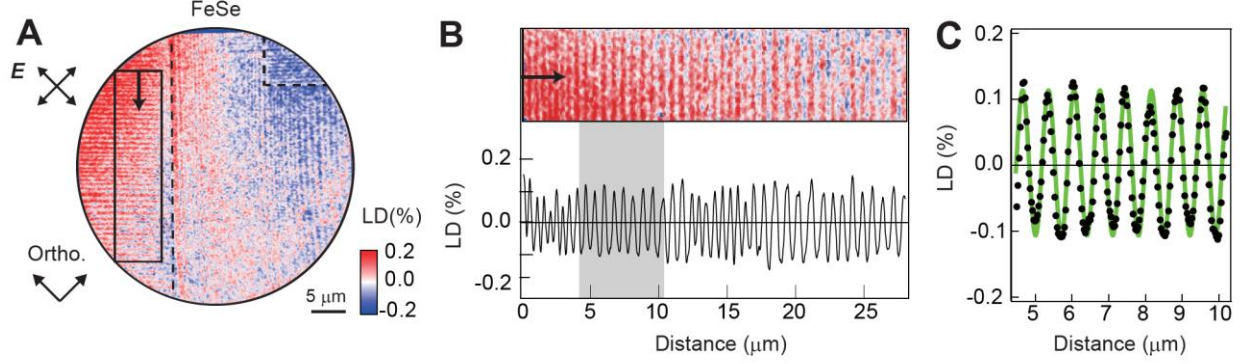 FeSe
A
E
Ortho.
LD(%)
0.2
0.0
-0.2
5 μm
B
LD (%)
0.2
0.0
-0.2
0 5 10 15 20 25
Distance (μm)
C
LD (%)
0.2
0.1
0.0
-0.1
-0.2
5 6 7 8 9 10
Distance (μm)